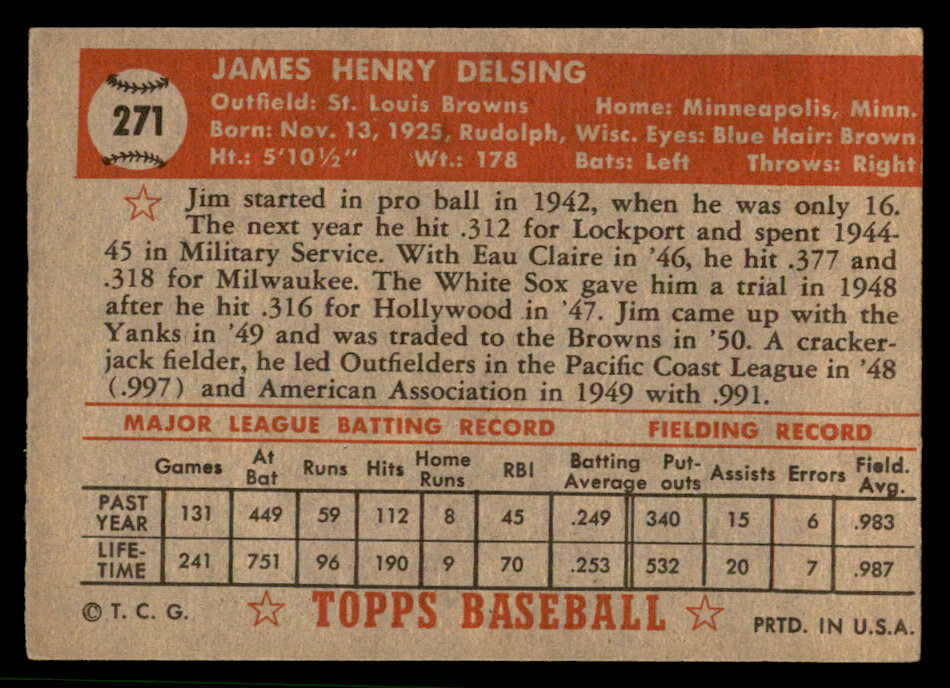 271
JAMES HENRY DELSING
Outfield: St. Louis Browns Home: Minneapolis, Minn.
Born: Nov. 13, 1925, Rudolph, Wisc. Eyes: Blue Hair: Brown
Ht.: 5'10½" Wt.: 178 Bats: Left Throws: Right
Jim started in pro ball in 1942, when he was only 16.
The next year he hit .312 for Lockport and spent 1944-
45 in Military Service. With Eau Claire in '46, he hit .377 and
.318 for Milwaukee. The White Sox gave him a trial in 1948
after he hit .316 for Hollywood in '47. Jim came up with the
Yanks in '49 and was traded to the Browns in '50. A cracker-
jack fielder, he led Outfielders in the Pacific Coast League in '48
(.997) and American Association in 1949 with .991.
MAJOR LEAGUE BATTING RECORD FIELDING RECORD
Games At Bat Runs Hits Home Runs RBI Batting Average Put-outs Assists Errors Field. Avg.
PAST YEAR 131 449 59 112 8 45 .249 340 15 6 .983
LIFE-TIME 241 751 96 190 9 70 .253 532 20 7 .987
© T. C. G. TOPPS BASEBALL PRTD. IN U.S.A.